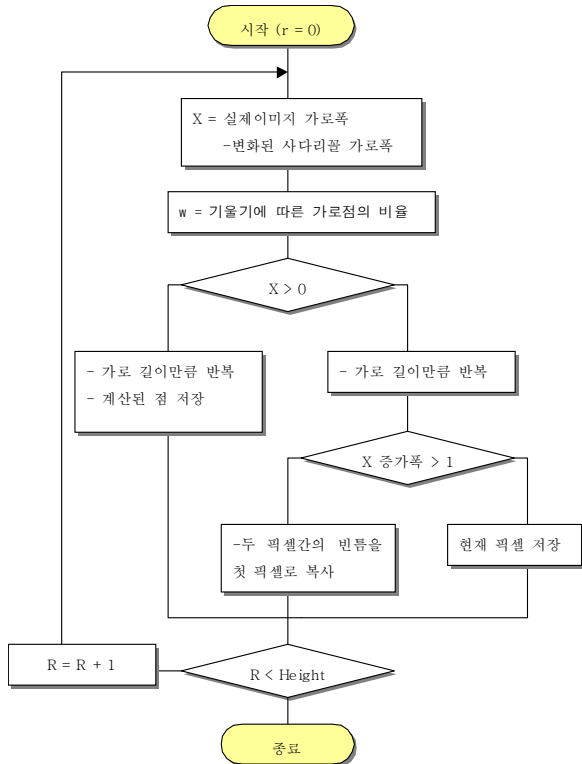 시작 (r = 0)
X = 실제이미지 가로폭
-변화된 사다리꼴 가로폭
w = 기울기에 따른 가로점의 비율
X > 0
- 가로 길이만큼 반복
- 계산된 점 저장
- 가로 길이만큼 반복
X 증가폭 > 1
-두 픽셀간의 빈틈을
첫 픽셀로 복사
현재 픽셀 저장
R = R + 1
R < Height
종료